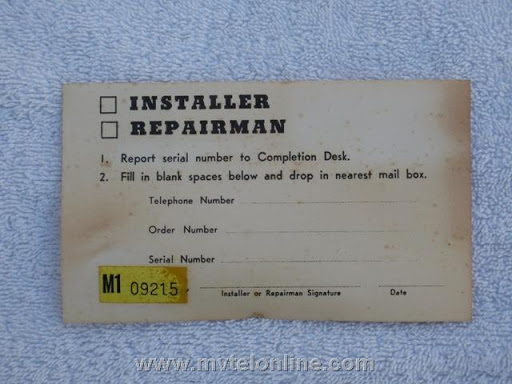 INSTALLER
REPAIRMAN
1. Report serial number to Completion Desk.
2. Fill in blank spaces below and drop in nearest mail box.
Telephone Number
Order Number
Serial Number
M1 09215
Installer or Repairman Signature Date
www.mytelonline.com